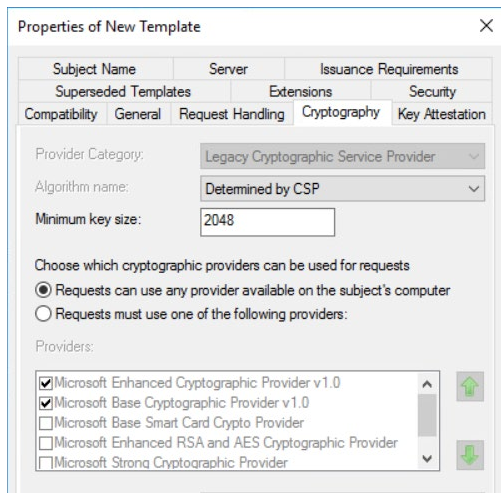 Properties of New Template
Subject Name Server Issuance Requirements
Superseded Templates Extensions Security
Compatibility General Request Handling Cryptography Key Attestation
Provider Category: Legacy Cryptographic Service Provider
Algorithm name: Determined by CSP
Minimum key size: 2048
Choose which cryptographic providers can be used for requests
Requests can use any provider available on the subject's computer
Requests must use one of the following providers:
Providers:
Microsoft Enhanced Cryptographic Provider v1.0
Microsoft Base Cryptographic Provider v1.0
Microsoft Base Smart Card Crypto Provider
Microsoft Enhanced RSA and AES Cryptographic Provider
Microsoft Strong Cryptographic Provider